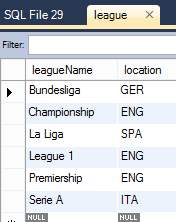 SQL File 29 league
Filter:
leagueName location
Bundesliga GER
Championship ENG
La Liga SPA
League 1 ENG
Premiership ENG
Serie A ITA
NULL NULL